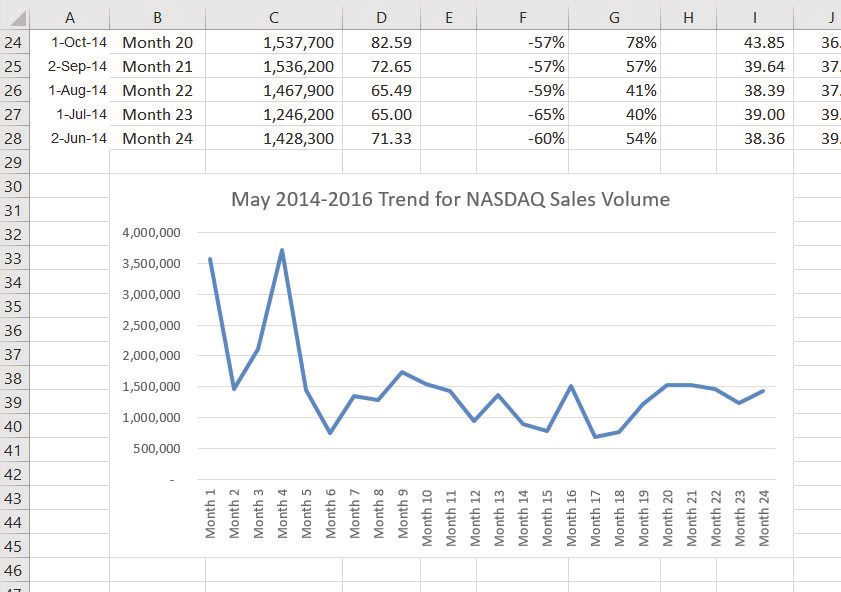 A B C D E F G H I J
24 1-Oct-14 Month 20 1,537,700 82.59 -57% 78% 43.85 36.
25 2-Sep-14 Month 21 1,536,200 72.65 -57% 57% 39.64 37.
26 1-Aug-14 Month 22 1,467,900 65.49 -59% 41% 38.39 37.
27 1-Jul-14 Month 23 1,246,200 65.00 -65% 40% 39.00 39.
28 2-Jun-14 Month 24 1,428,300 71.33 -60% 54% 38.36 39.
29
30
31
32
33
34
35
36
37
38
39
40
41
42
43
44
45
46
May 2014-2016 Trend for NASDAQ Sales Volume
4,000,000
3,500,000
3,000,000
2,500,000
2,000,000
1,500,000
1,000,000
500,000
-
Month 1
Month 2
Month 3
Month 4
Month 5
Month 6
Month 7
Month 8
Month 9
Month 10
Month 11
Month 12
Month 13
Month 14
Month 15
Month 16
Month 17
Month 18
Month 19
Month 20
Month 21
Month 22
Month 23
Month 24